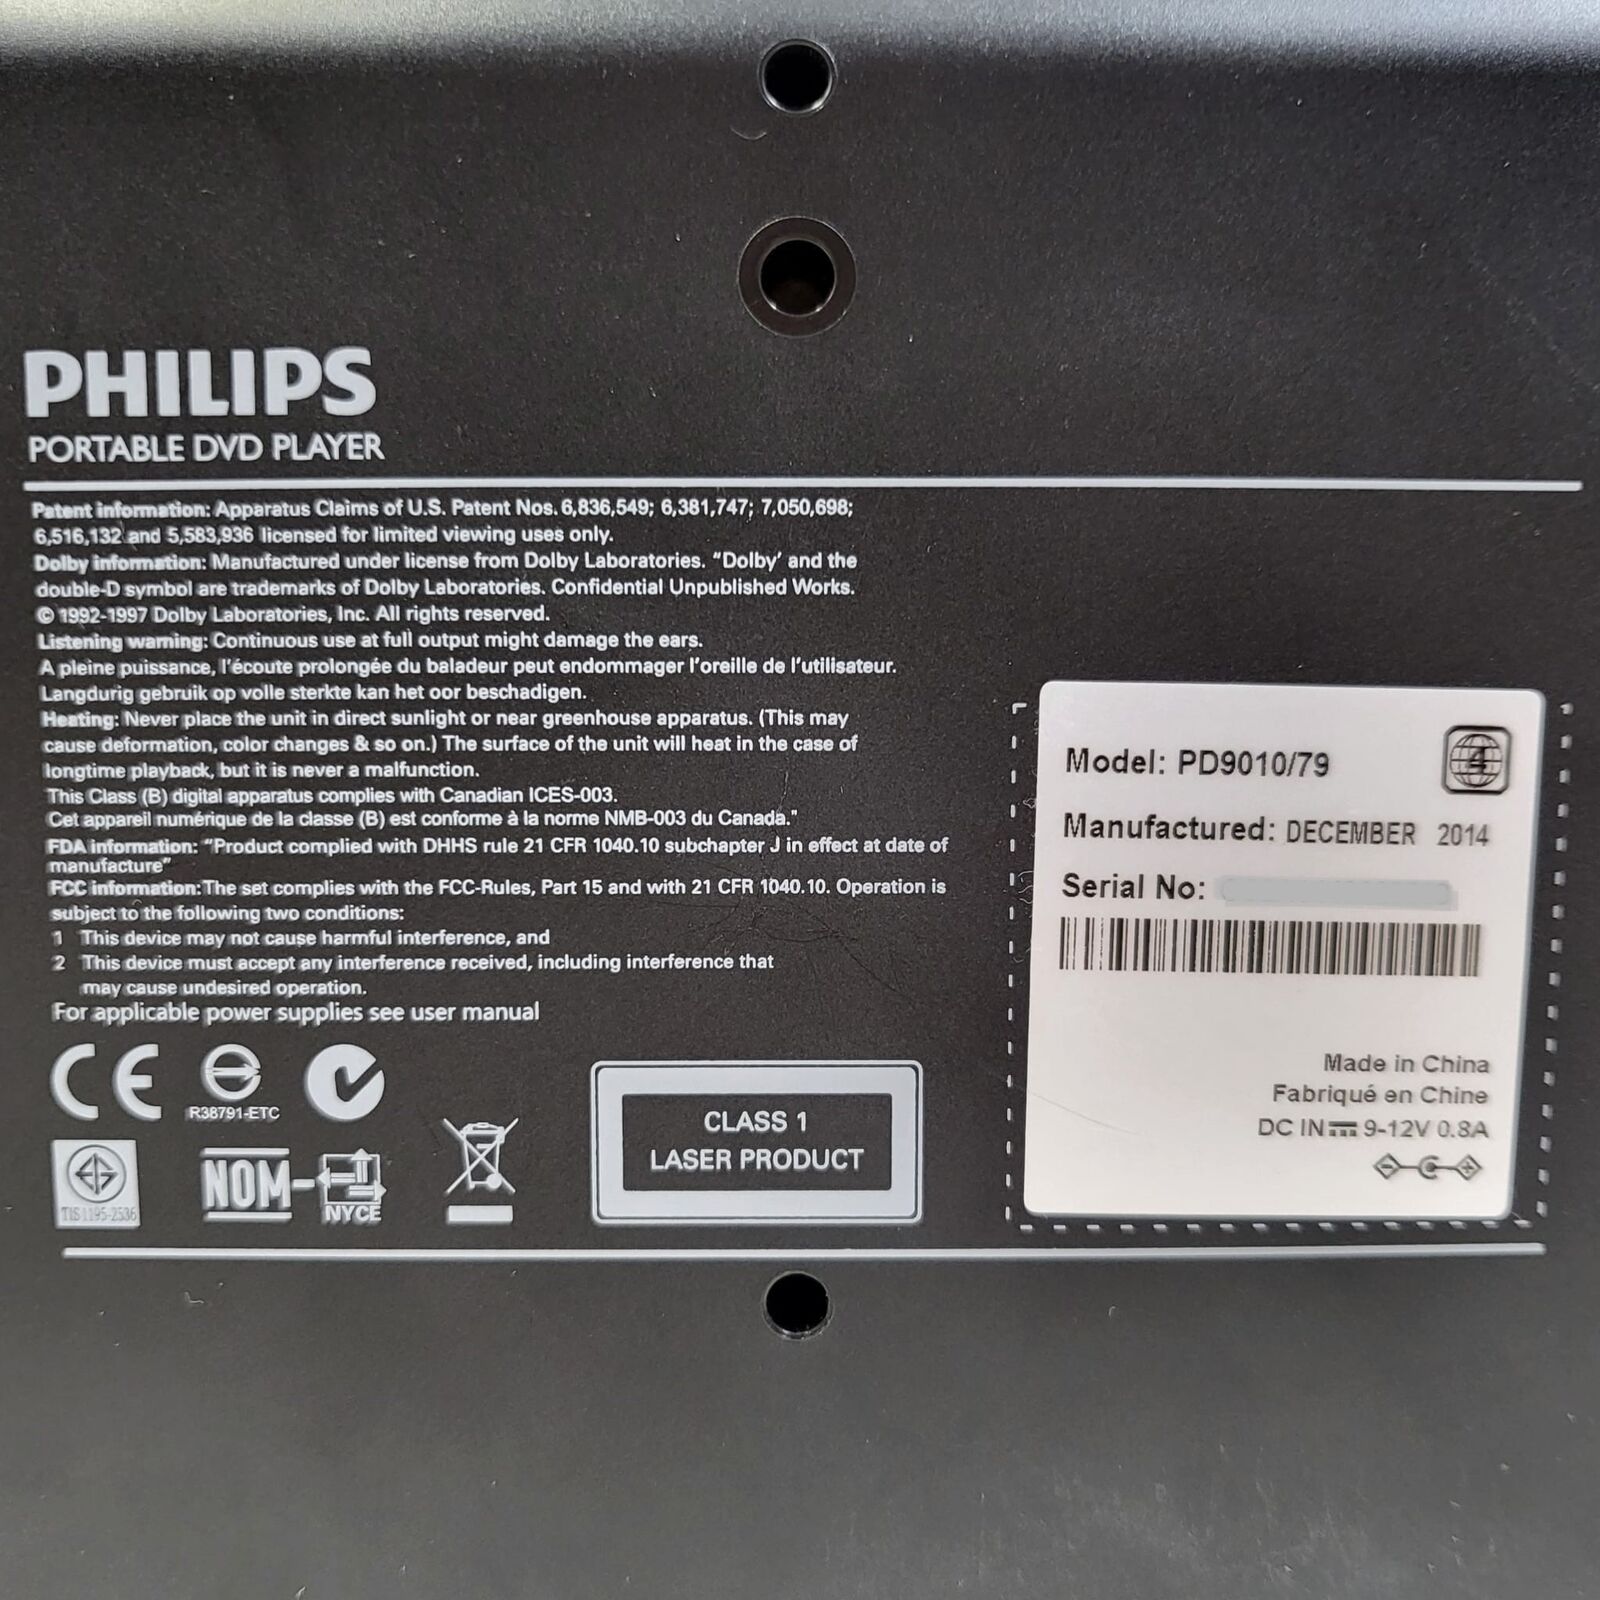 PHILIPS
PORTABLE DVD PLAYER
Patent information: Apparatus Claims of U.S. Patent Nos. 6,836,549; 6,381,747; 7,050,698;
6,516,132 and 5,583,936 licensed for limited viewing uses only.
Dolby information: Manufactured under license from Dolby Laboratories. "Dolby' and the
double-D symbol are trademarks of Dolby Laboratories. Confidential Unpublished Works.
© 1992-1997 Dolby Laboratories, Inc. All rights reserved.
Listening warning: Continuous use at full output might damage the ears.
A pleine puissance, l'écoute prolongée du baladeur peut endommager l'oreille de l'utilisateur.
Langdurig gebruik op volle sterkte kan het oor beschadigen.
Heating: Never place the unit in direct sunlight or near greenhouse apparatus. (This may
cause deformation, color changes & so on.) The surface of the unit will heat in the case of
longtime playback, but it is never a malfunction.
This Class (B) digital apparatus complies with Canadian ICES-003.
Cet appareil numérique de la classe (B) est conforme à la norme NMB-003 du Canada."
FDA information: "Product complied with DHHS rule 21 CFR 1040.10 subchapter J in effect at date of
manufacture"
FCC information:The set complies with the FCC-Rules, Part 15 and with 21 CFR 1040.10. Operation is
subject to the following two conditions:
1 This device may not cause harmful interference, and
2 This device must accept any interference received, including interference that
may cause undesired operation.
For applicable power supplies see user manual
CE
R38791-ETC
TIS 1195-2536
NOM-
NYCE
CLASS 1
LASER PRODUCT
Model: PD9010/79
4
Manufactured: DECEMBER 2014
Serial No:
Made in China
Fabriqué en Chine
DC IN 9-12V 0.8A